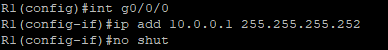 R1(config)#int g0/0/0
R1(config-if)#ip add 10.0.0.1 255.255.255.252
R1(config-if)#no shut